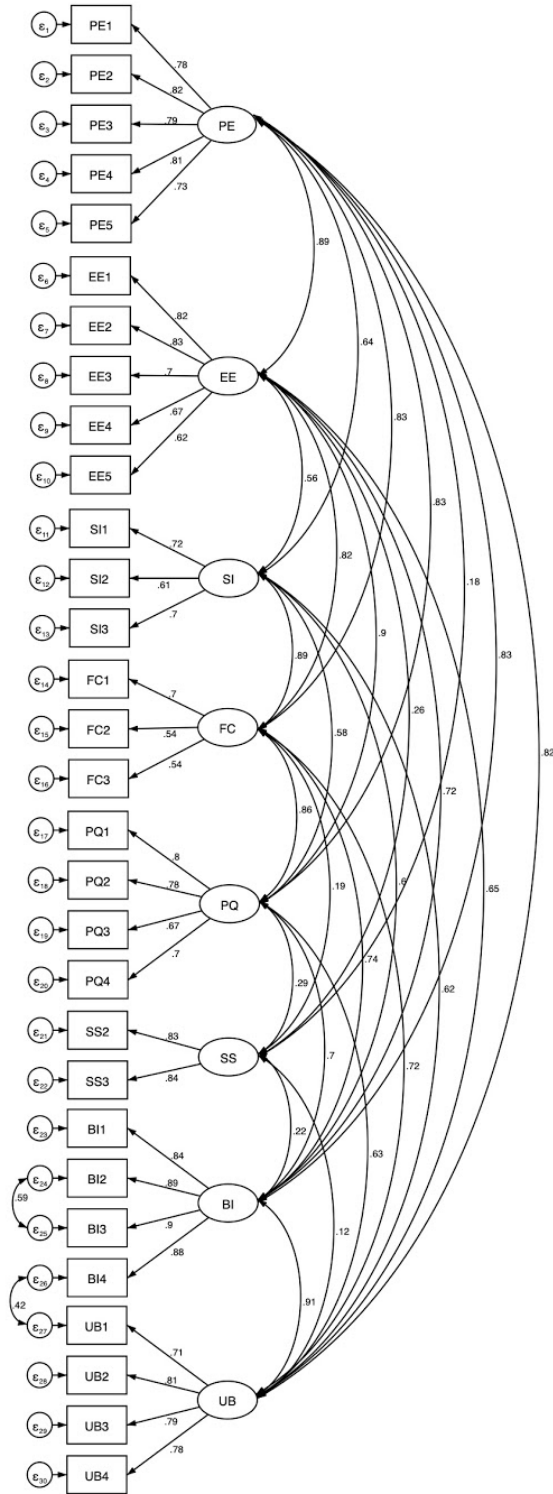 ε1 PE1
.78
ε2 PE2
.82
ε3 PE3 .79 PE
ε4 PE4 .81
.73
ε5 PE5
.89
ε6 EE1
.82
ε7 EE2
.83
.64
ε8 EE3 .7 EE
.83
ε9 EE4 .67
.62
ε10 EE5
.56
.83
ε11 SI1
.72
.82
ε12 SI2 .61 SI
.18
ε13 SI3 .7
.9
.89
.83
ε14 FC1
.7
.26
ε15 FC2 .54 FC
.58
.82
ε16 FC3 .54
.72
.86
ε17 PQ1
.8
ε18 PQ2 .78
.19
.6
.65
PQ
ε19 PQ3 .67
.74
ε20 PQ4 .7
.29
.62
ε21 SS2
.83
SS
.7
.72
ε22 SS3 .84
ε23 BI1
.22
.84
.63
ε24 BI2 .89
.59
BI
ε25 BI3 .9
.12
.88
ε26 BI4
.42
.91
ε27 UB1
.71
ε28 UB2 .81
UB
ε29 UB3 .79
.78
ε30 UB4